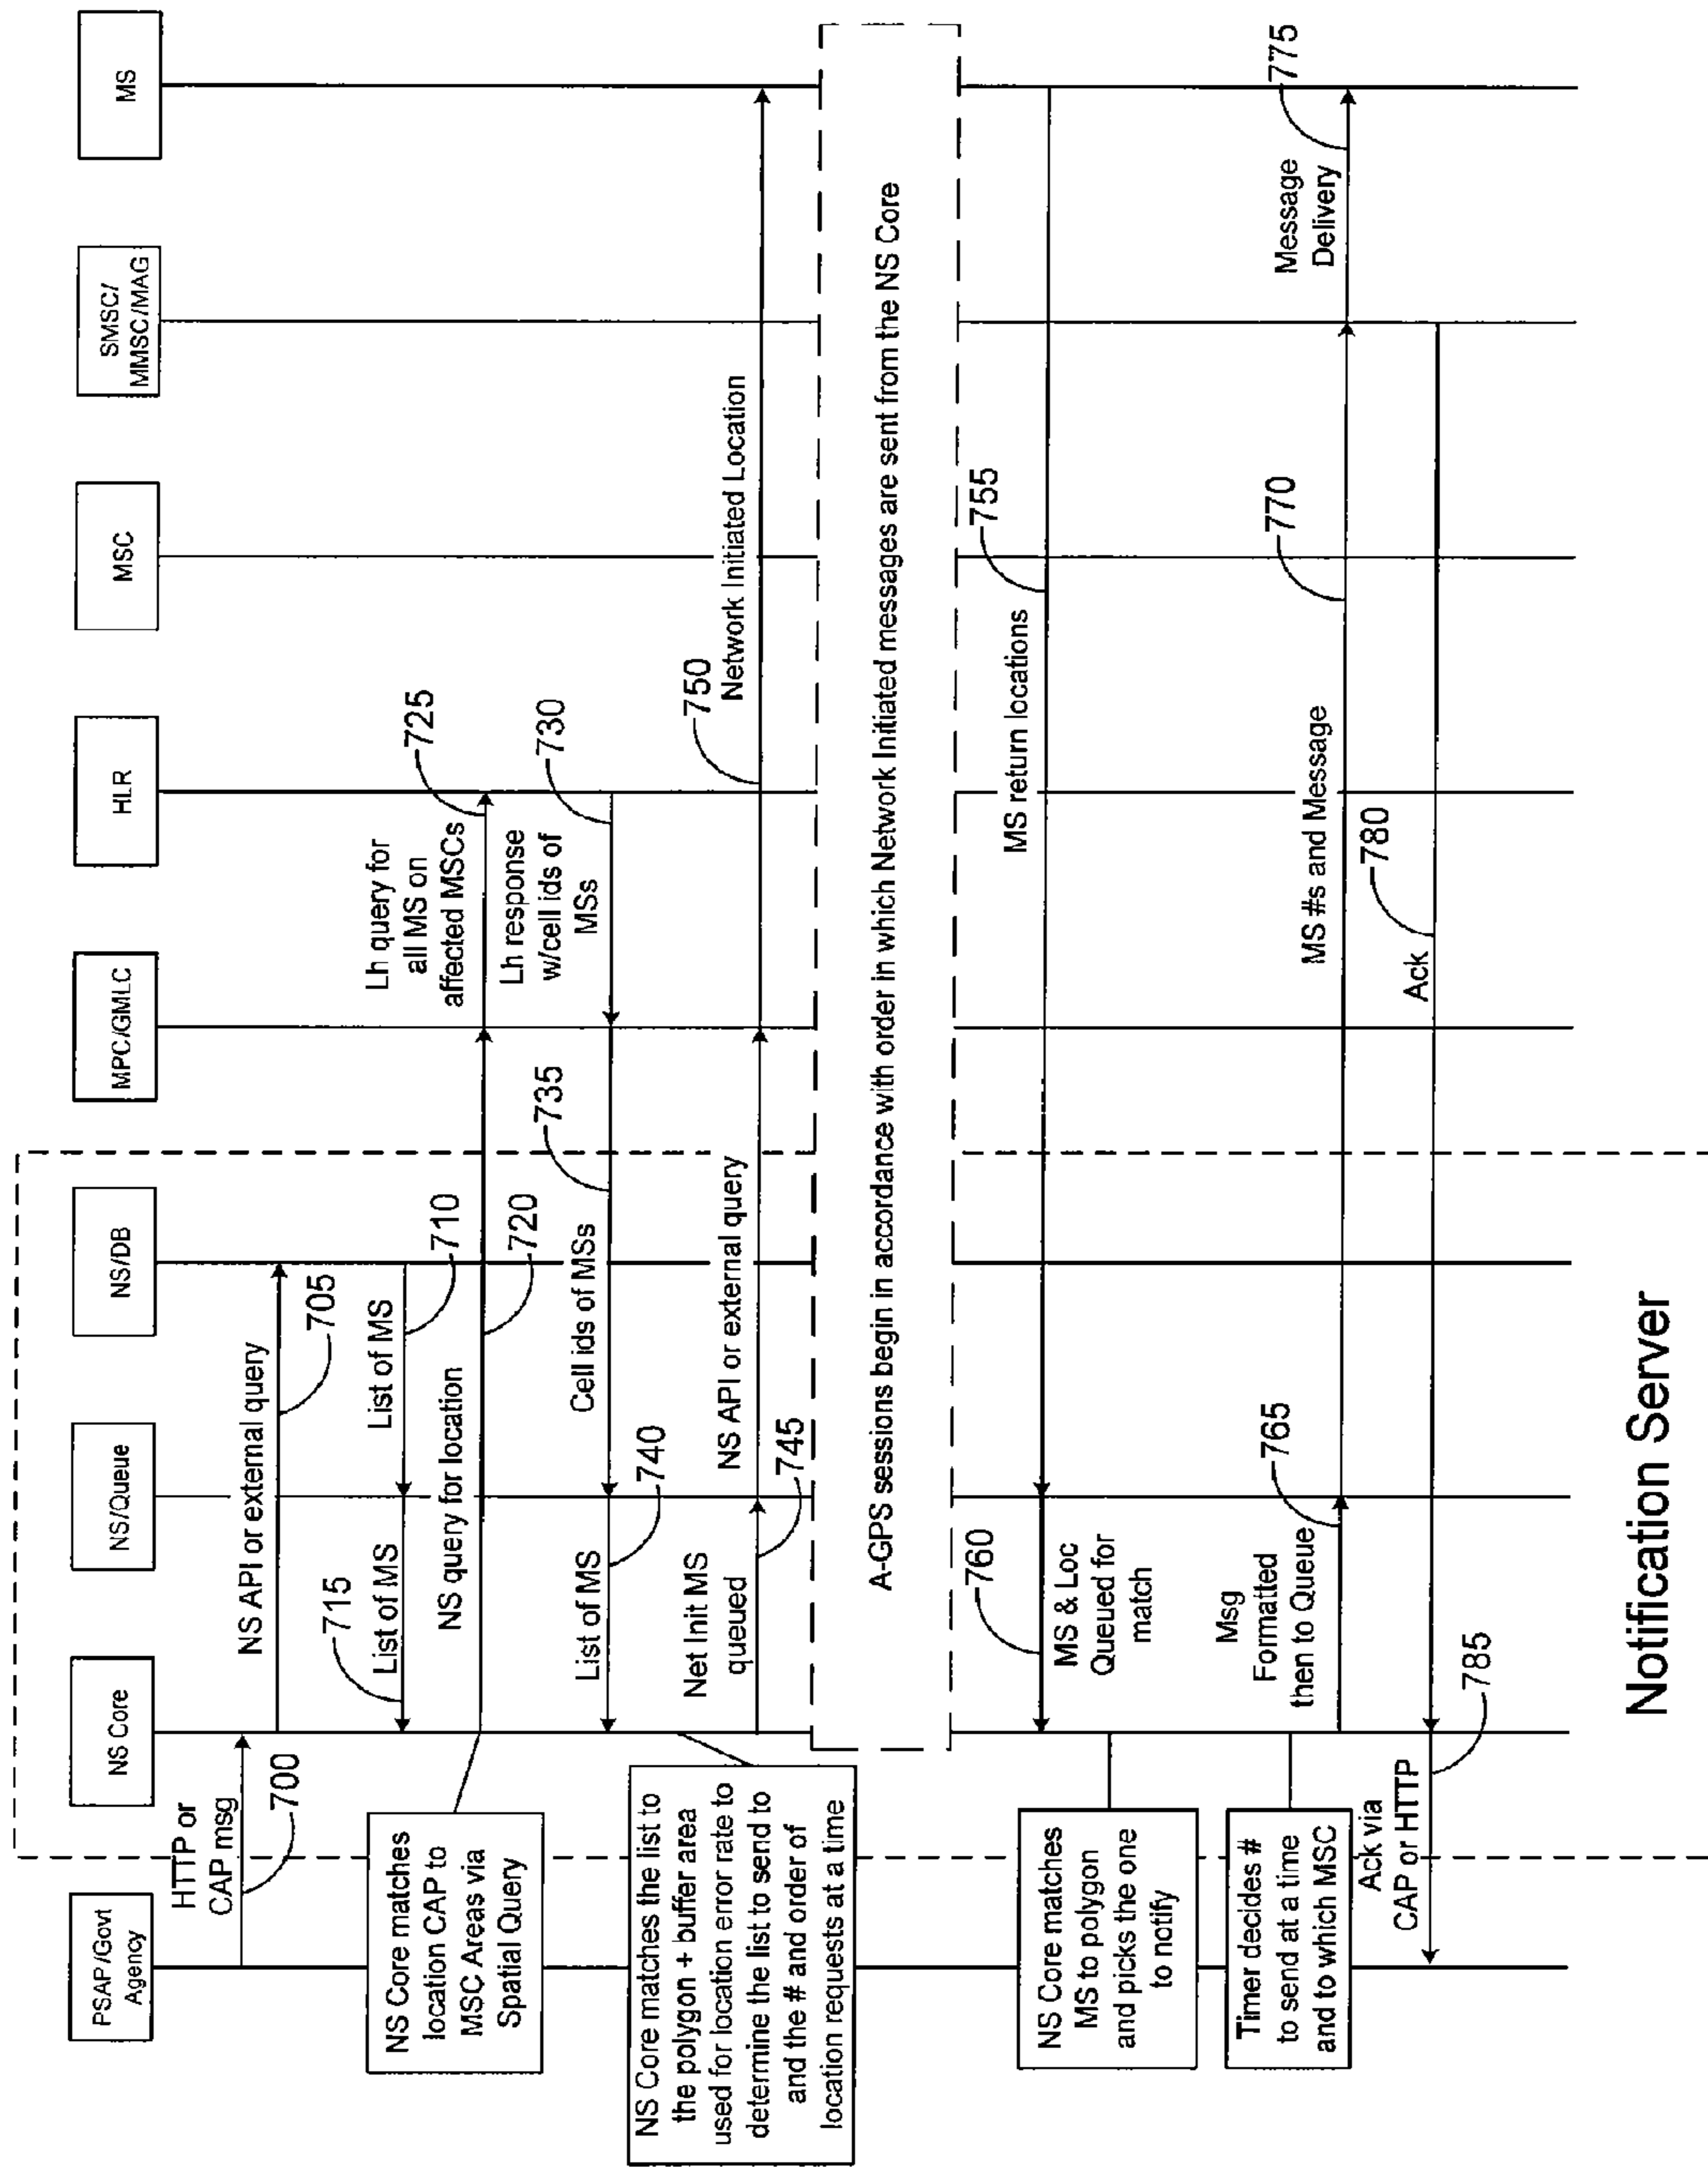 PSAP/Govt
Agency
NS Core
NS/Queue
NS/DB
MPC/GMLC
HLR
MSC
SMSC/
MMSC/MAG
MS
HTTP or
CAP msg
700
NS API or external query
705
List of MS
710
715
List of MS
NS Core matches
location CAP to
MSC Areas via
Spatial Query
NS query for location
720
Lh query for
all MS on
affected MSCs
725
Lh response
w/cell ids of
MSs
730
Cell ids of MSs
735
List of MS
740
NS Core matches the list to
the polygon + buffer area
used for location error rate to
determine the list to send to
and the # and order of
location requests at a time
Net Init MS
queued
745
NS API or external query
750
Network Initiated Location
A-GPS sessions begin in accordance with order in which Network Initiated messages are sent from the NS Core
MS return locations
755
760
MS & Loc
Queued for
match
NS Core matches
MS to polygon
and picks the one
to notify
Timer decides #
to send at a time
and to which MSC
Msg
Formatted
then to Queue
765
MS #s and Message
770
Message
Delivery
775
Ack
780
Ack via
CAP or HTTP
785
Notification Server